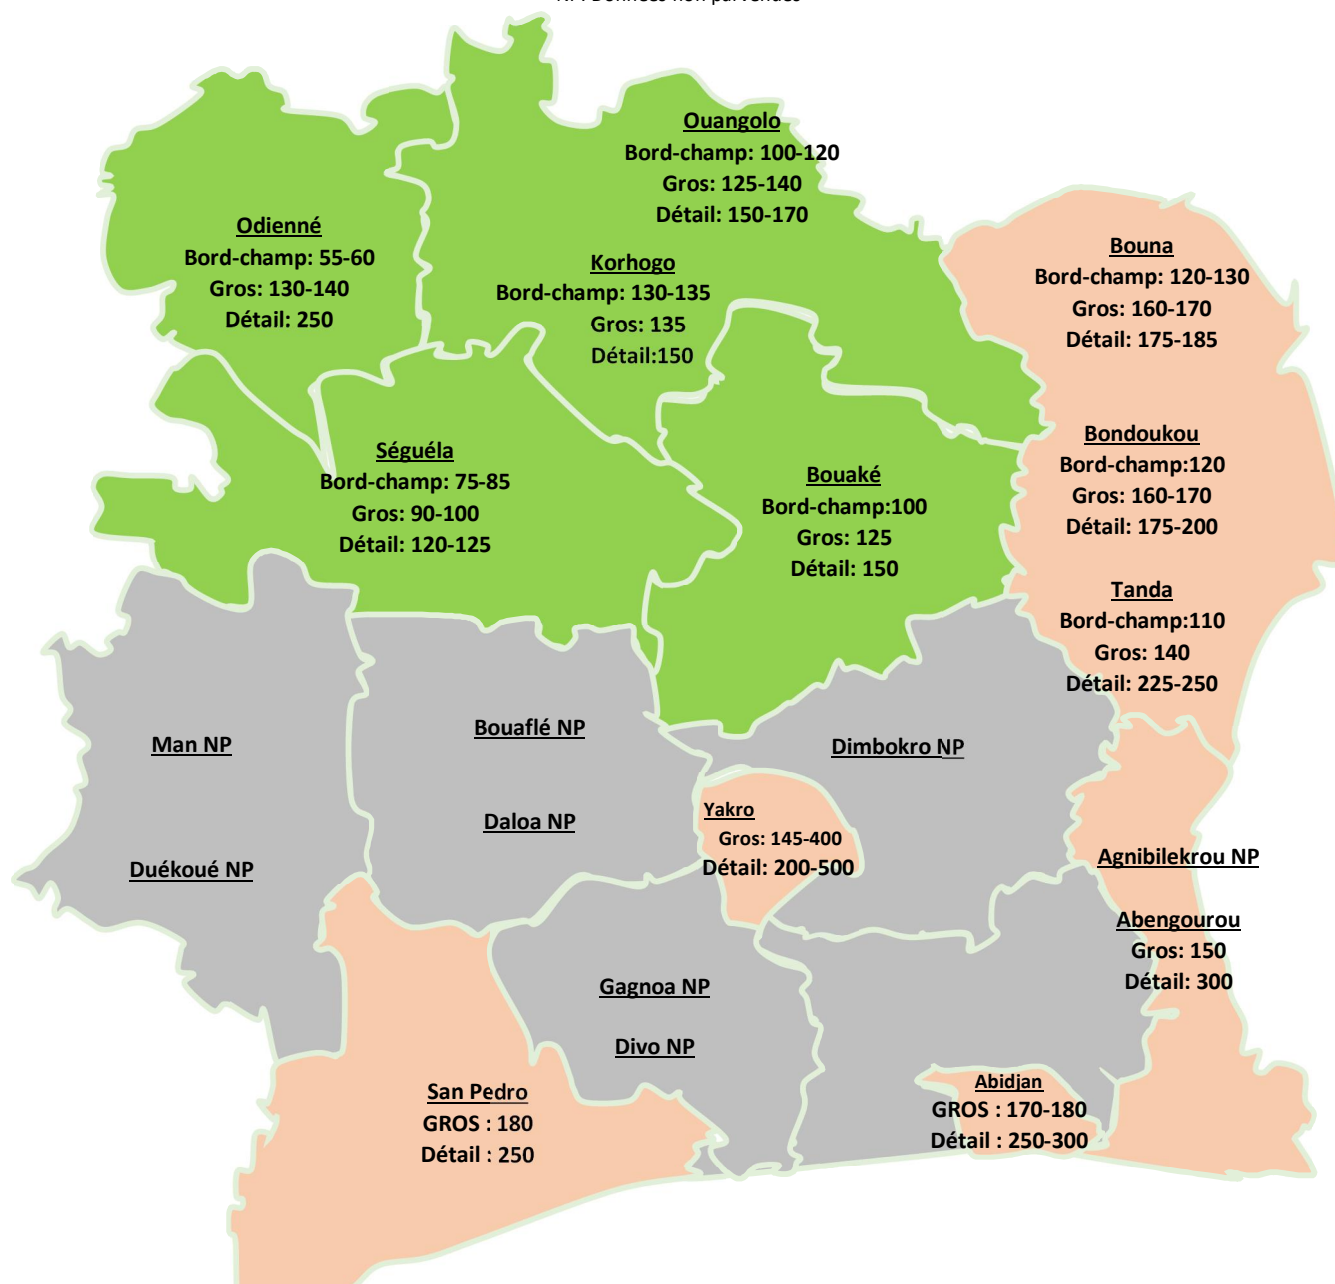 Ouangolo
Bord-champ: 100-120
Gros: 125-140
Détail: 150-170
Odienné
Bord-champ: 55-60
Gros: 130-140
Détail: 250
Korhogo
Bord-champ: 130-135
Gros: 135
Détail:150
Bouna
Bord-champ: 120-130
Gros: 160-170
Détail: 175-185
Séguéla
Bord-champ: 75-85
Gros: 90-100
Détail: 120-125
Bouaké
Bord-champ:100
Gros: 125
Détail: 150
Bondoukou
Bord-champ:120
Gros: 160-170
Détail: 175-200
Tanda
Bord-champ:110
Gros: 140
Détail: 225-250
Man NP
Bouaflé NP
Dimbokro NP
Daloa NP
Yakro
Gros: 145-400
Détail: 200-500
Duékoué NP
Agnibilekrou NP
Abengourou
Gros: 150
Détail: 300
Gagnoa NP
Divo NP
San Pedro
GROS : 180
Détail : 250
Abidjan
GROS : 170-180
Détail : 250-300